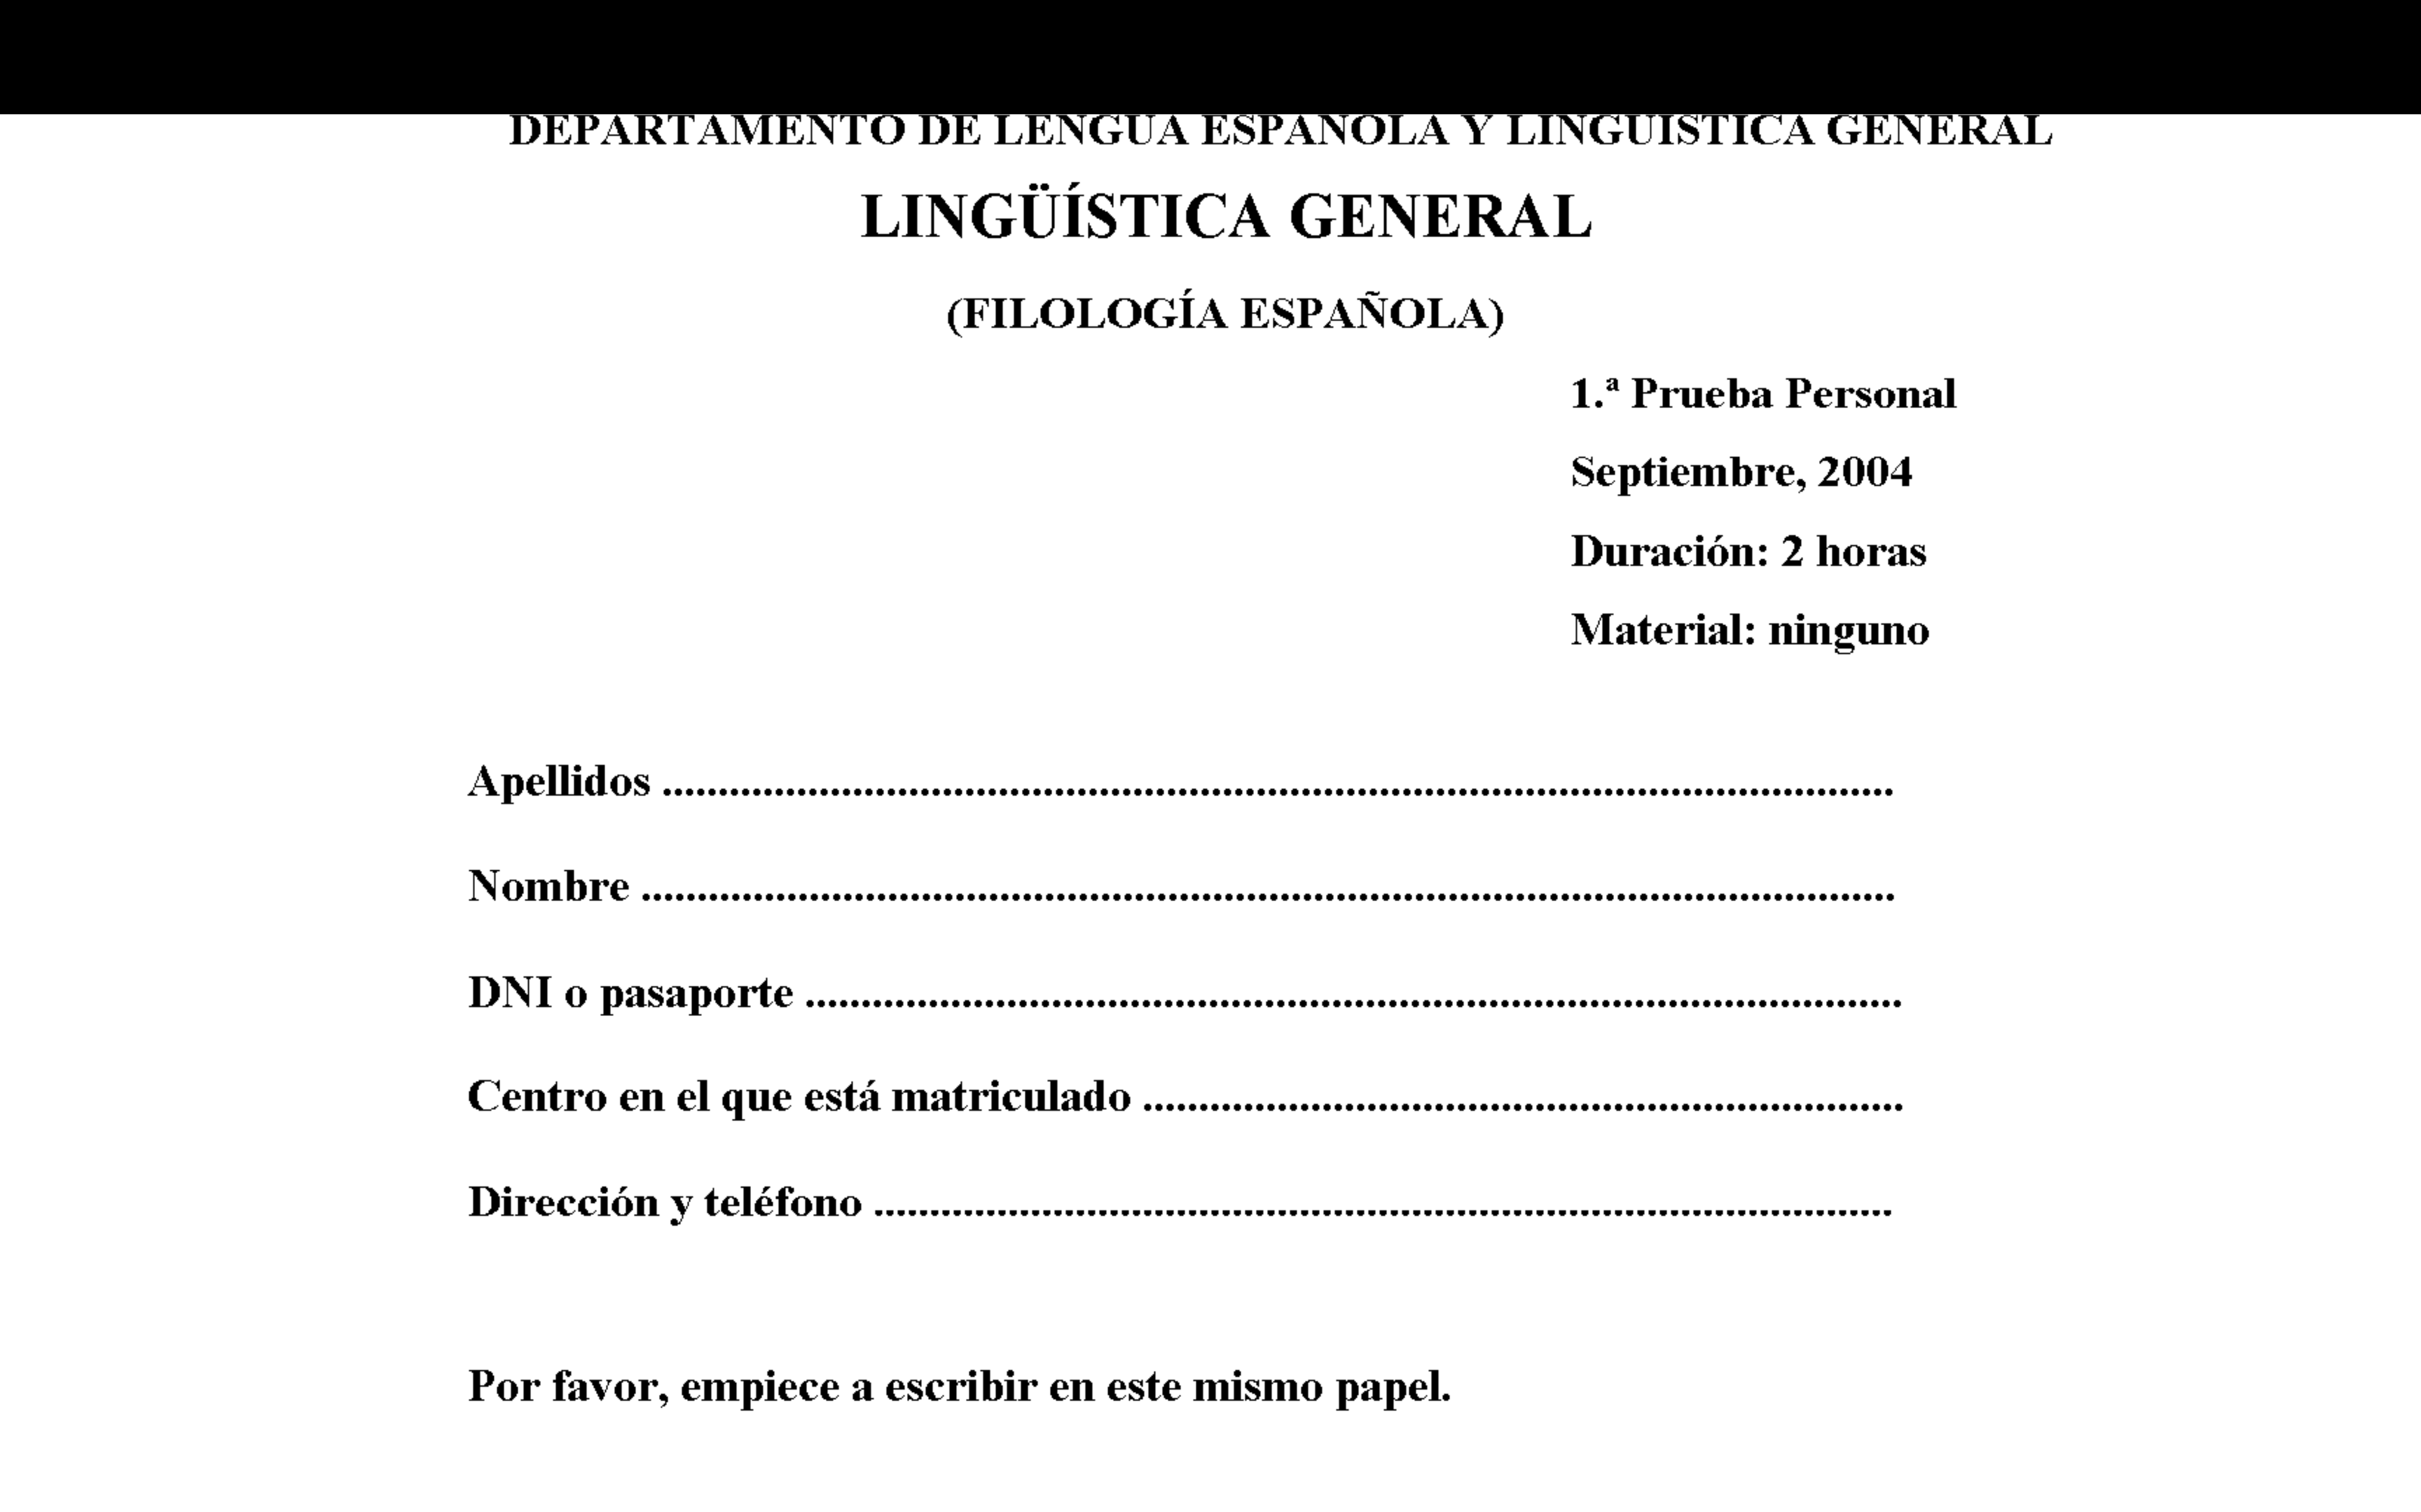 DEPARTAMENTO DE LENGUA ESPAÑOLA Y LINGÜÍSTICA GENERAL
LINGÜÍSTICA GENERAL
(FILOLOGÍA ESPAÑOLA)
1.ª Prueba Personal
Septiembre, 2004
Duración: 2 horas
Material: ninguno
Apellidos ..............................................................................................................
Nombre ................................................................................................................
DNI o pasaporte ..................................................................................................
Centro en el que está matriculado ....................................................................
Dirección y teléfono ...........................................................................................
Por favor, empiece a escribir en este mismo papel.